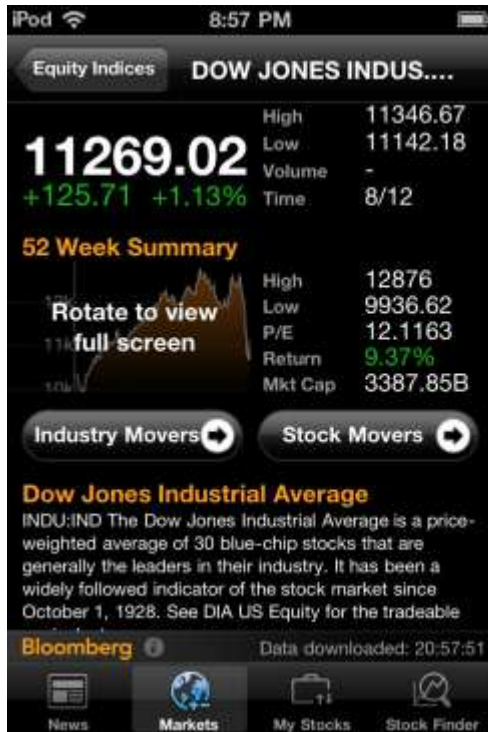 iPod 8:57 PM
Equity Indices DOW JONES INDUS....
11269.02
+125.71 +1.13%
High 11346.67
Low 11142.18
Volume -
Time 8/12
52 Week Summary
Rotate to view
full screen
11k
10k
High 12876
Low 9936.62
P/E 12.1163
Return 9.37%
Mkt Cap 3387.85B
Industry Movers Stock Movers
Dow Jones Industrial Average
INDU:IND The Dow Jones Industrial Average is a price-
weighted average of 30 blue-chip stocks that are
generally the leaders in their industry. It has been a
widely followed indicator of the stock market since
October 1, 1928. See DIA US Equity for the tradeable
Bloomberg Data downloaded: 20:57:51
News Markets My Stocks Stock Finder